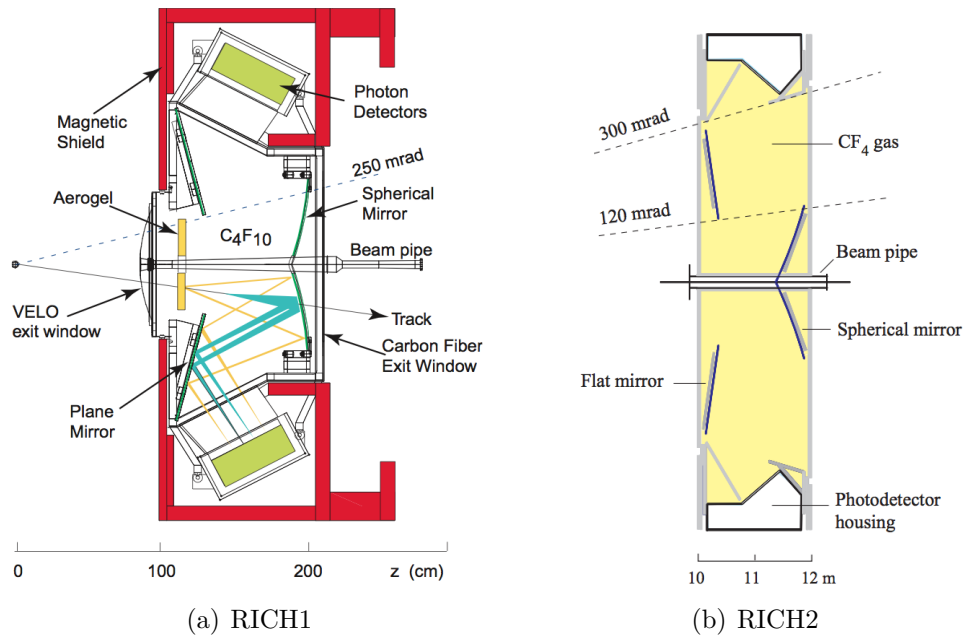 Magnetic
Shield
Aerogel
VELO
exit window
Plane
Mirror
C4F10
Photon
Detectors
250 mrad
Spherical
Mirror
Beam pipe
Track
Carbon Fiber
Exit Window
0
100
200
z (cm)
(a) RICH1
300 mrad
CF4 gas
120 mrad
Beam pipe
Spherical mirror
Flat mirror
Photodetector
housing
10
11
12 m
(b) RICH2